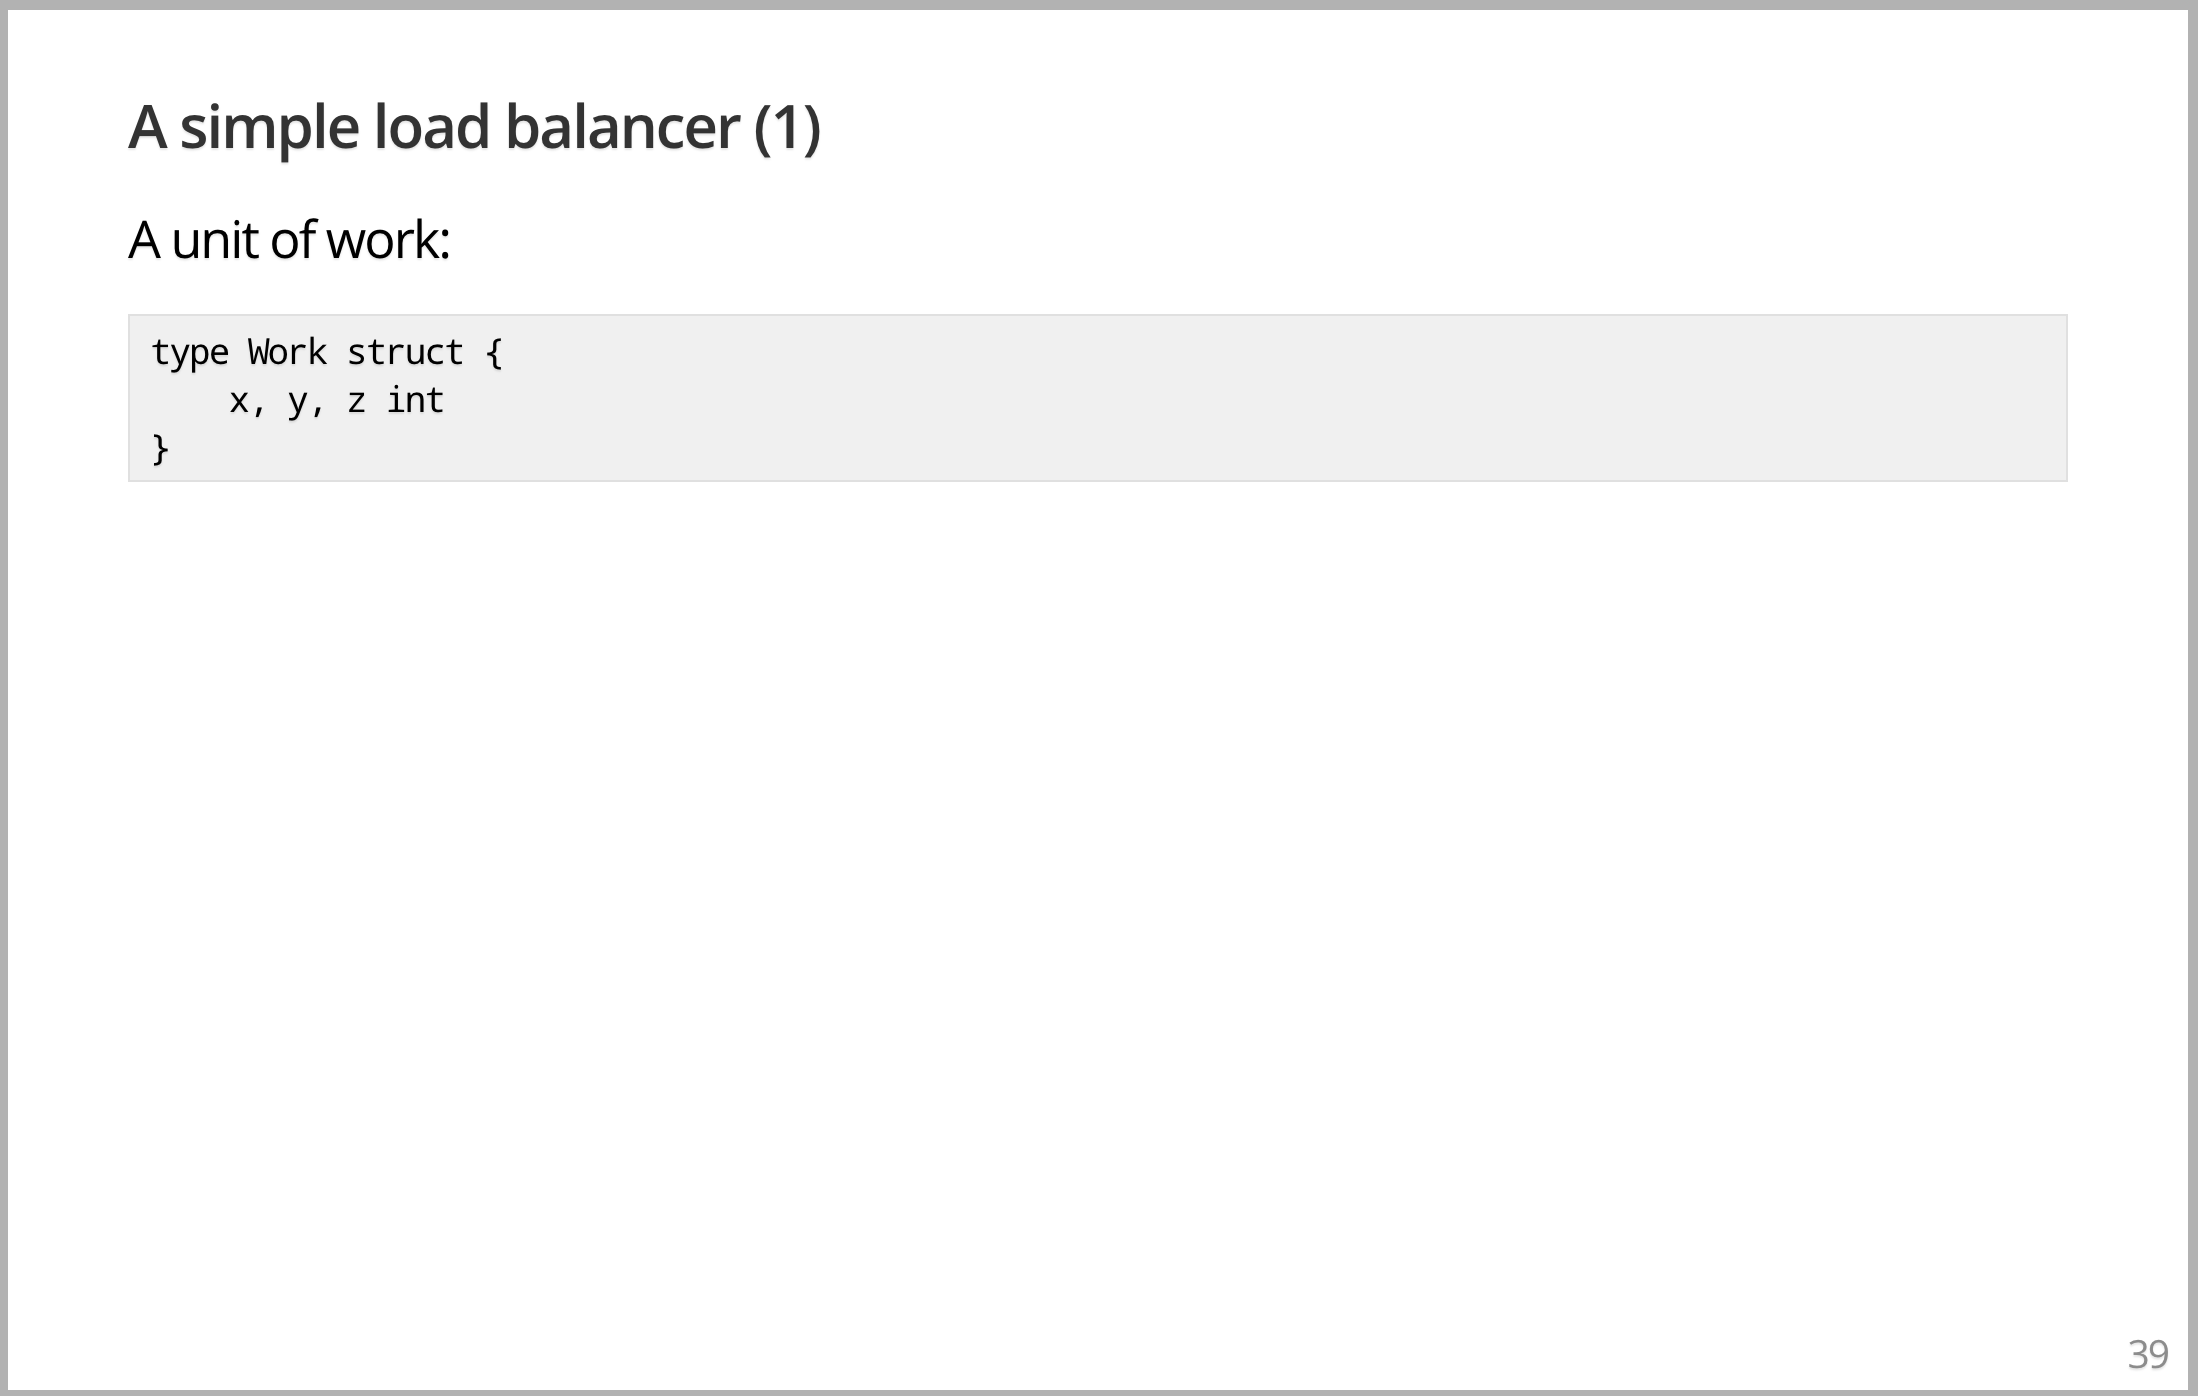 A simple load balancer (1)
A unit of work:
type Work struct {
    x, y, z int
}
39